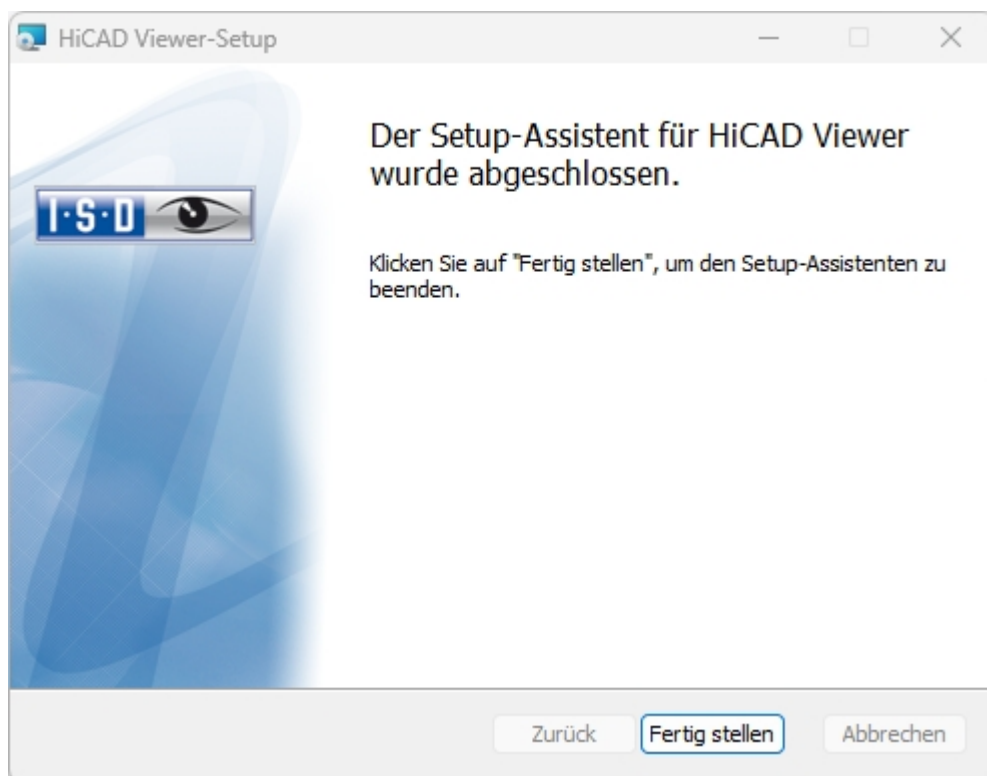 HiCAD Viewer-Setup
I·S·D
Der Setup-Assistent für HiCAD Viewer
wurde abgeschlossen.
Klicken Sie auf "Fertig stellen", um den Setup-Assistenten zu
beenden.
Zurück Fertig stellen Abbrechen